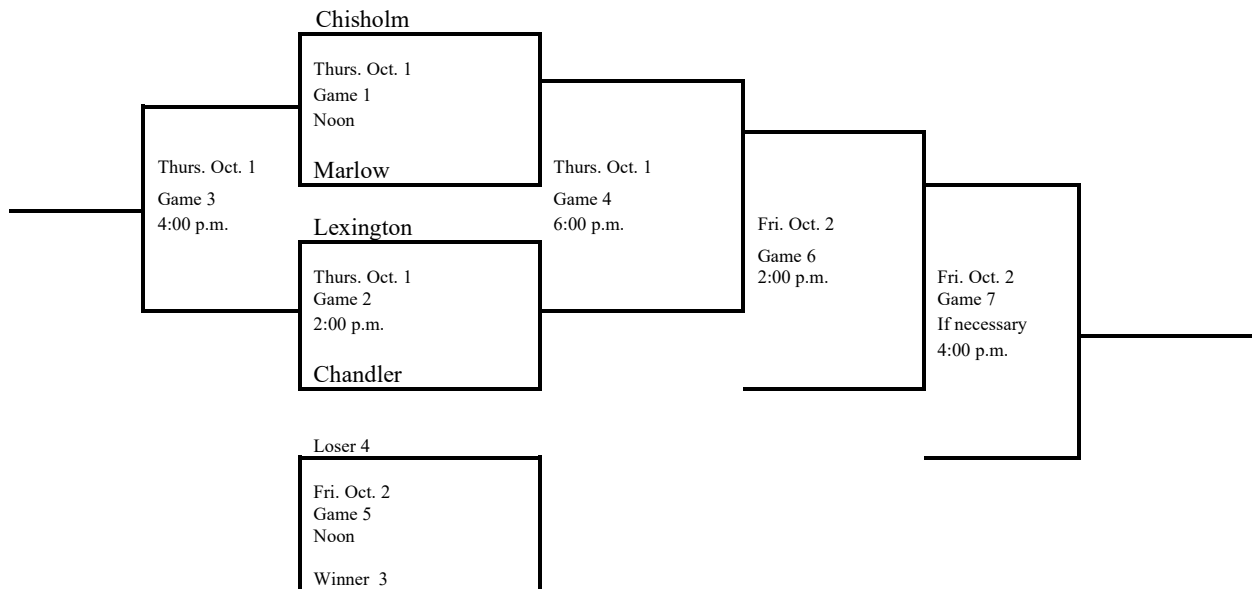 Chisholm
Thurs. Oct. 1
Game 1
Noon
Marlow
Thurs. Oct. 1
Game 3
4:00 p.m.
Lexington
Thurs. Oct. 1
Game 2
2:00 p.m.
Chandler
Thurs. Oct. 1
Game 4
6:00 p.m.
Loser 4
Fri. Oct. 2
Game 5
Noon
Winner  3
Fri. Oct. 2
Game 6
2:00 p.m.
Fri. Oct. 2
Game 7
If necessary
4:00 p.m.